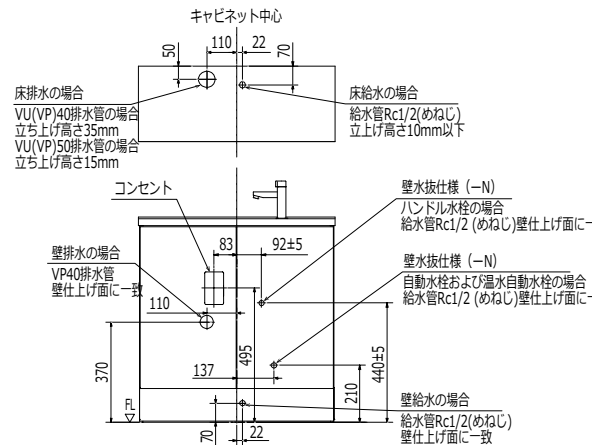 キャビネット中心
110
22
50
70
床排水の場合
VU(VP)40排水管の場合
立ち上げ高さ35mm
VU(VP)50排水管の場合
立ち上げ高さ15mm
床給水の場合
給水管Rc1/2(めねじ)
立上げ高さ10mm以下
コンセント
壁水抜仕様（−N）
ハンドル水栓の場合
給水管Rc1/2 (めねじ)壁仕上げ面に一
83
92±5
壁排水の場合
VP40排水管
壁仕上げ面に一致
壁水抜仕様（−N）
自動水栓および温水自動水栓の場合
給水管Rc1/2 (めねじ)壁仕上げ面に一
110
495
440±5
370
137
210
FL
壁給水の場合
給水管Rc1/2(めねじ)
壁仕上げ面に一致
70
22